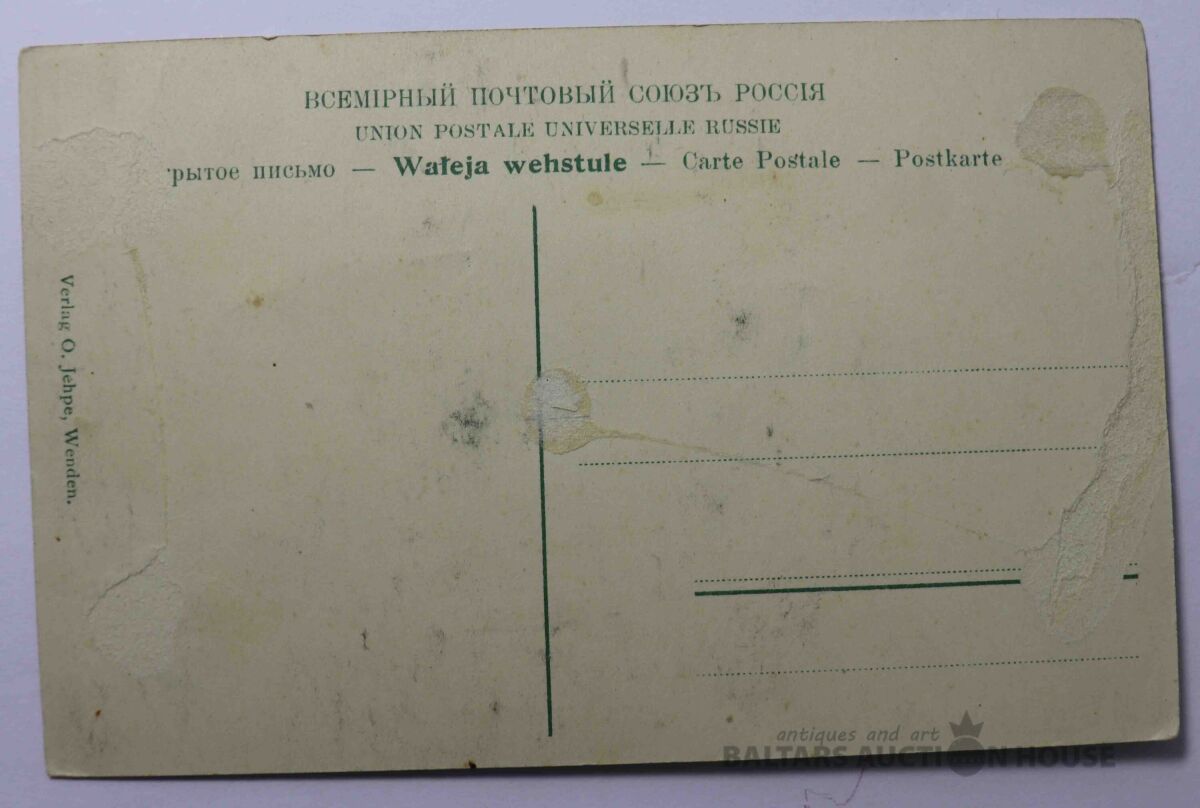 ВСЕМІРНЫЙ ПОЧТОВЫЙ СОЮЗЪ РОССІЯ
UNION POSTALE UNIVERSELLE RUSSIE
рытое письмо — Wałeja wehstule — Carte Postale — Postkarte
Verlag O. Jehpe, Wenden.
antiques and art
BALTARS AUCTION HOUSE